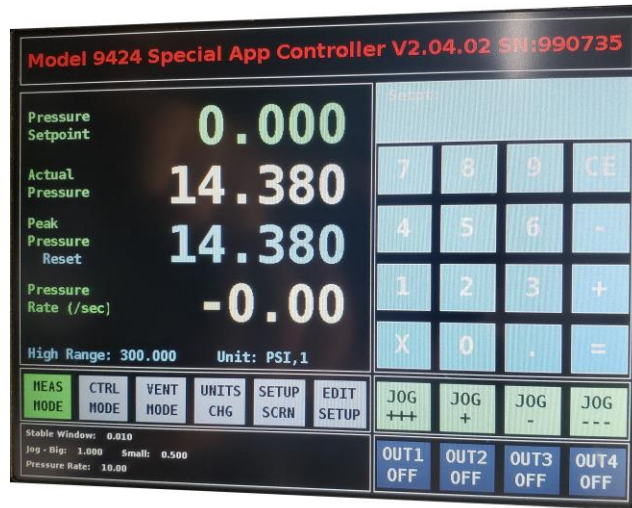 Model 9424 Special App Controller V2.04.02 SN:990735
Pressure
Setpoint
0.000
Actual
Pressure
14.380
Peak
Pressure
Reset
14.380
Pressure
Rate (/sec)
-0.00
High Range: 300.000 Unit: PSI,1
Setpt:
7 8 9 CE
4 5 6 -
1 2 3 +
X 0 . =
MEAS
MODE
CTRL
MODE
VENT
MODE
UNITS
CHG
SETUP
SCRN
EDIT
SETUP
JOG
+++
JOG
+
JOG
-
JOG
---
Stable Window: 0.010
Jog - Big: 1.000 Small: 0.500
Pressure Rate: 10.00
OUT1
OFF
OUT2
OFF
OUT3
OFF
OUT4
OFF